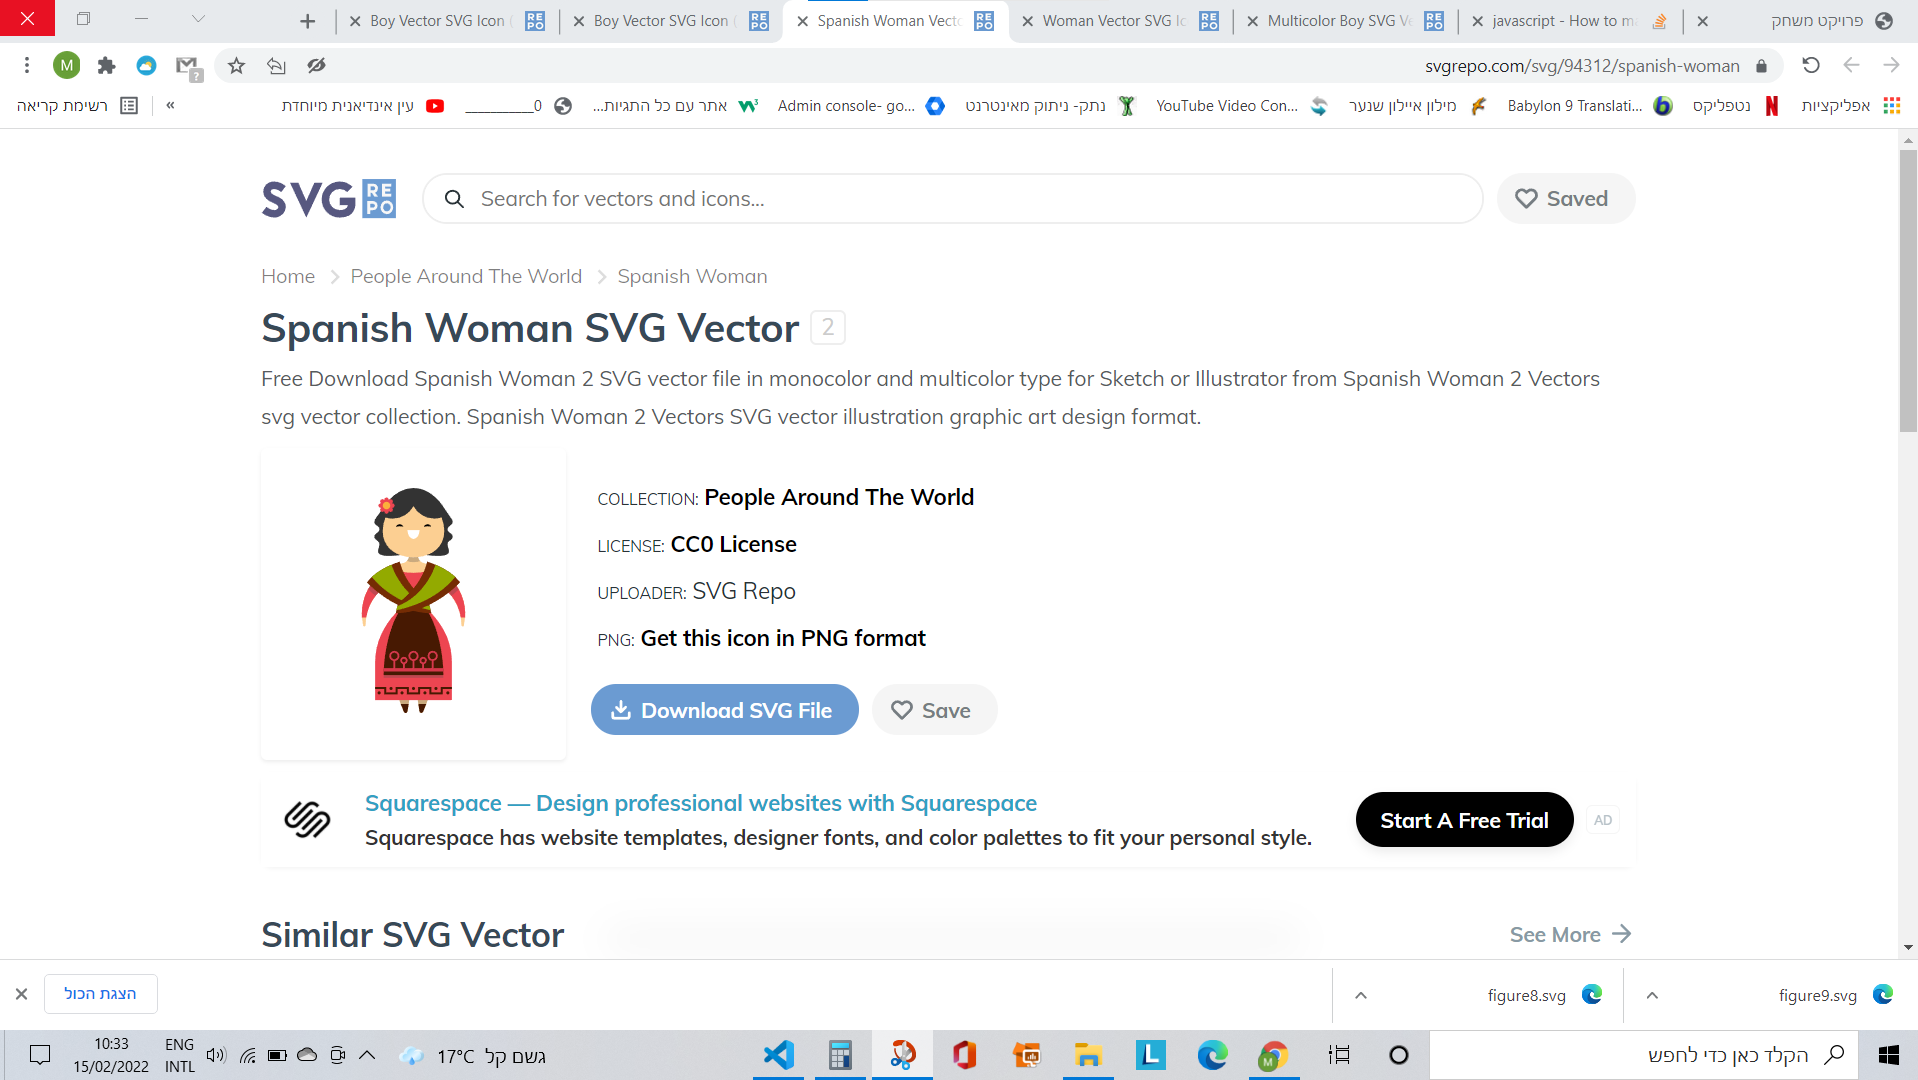 Boy Vector SVG Icon (
Boy Vector SVG Icon (
Spanish Woman Vecto
Woman Vector SVG Ic
Multicolor Boy SVG Ve
javascript - How to ma
פרויקט משחק
M
svgrepo.com/svg/94312/spanish-woman
רשימת קריאה
»
עין אינדיאנית מיוחדת
__________0
אתר עם כל התגיות...
Admin console- go...
נתק- ניתוק מאינטרנט
YouTube Video Con...
מילון איילון שנער
Babylon 9 Translati...
נטפליקס
אפליקציות
SVG REPO
Search for vectors and icons...
Saved
Home > People Around The World > Spanish Woman
Spanish Woman SVG Vector 2
Free Download Spanish Woman 2 SVG vector file in monocolor and multicolor type for Sketch or Illustrator from Spanish Woman 2 Vectors
svg vector collection. Spanish Woman 2 Vectors SVG vector illustration graphic art design format.
COLLECTION: People Around The World
LICENSE: CC0 License
UPLOADER: SVG Repo
PNG: Get this icon in PNG format
Download SVG File
Save
Squarespace — Design professional websites with Squarespace
Squarespace has website templates, designer fonts, and color palettes to fit your personal style.
Start A Free Trial
AD
Similar SVG Vector
See More
הצגת הכול
figure8.svg
figure9.svg
10:33
15/02/2022
ENG
INTL
17°C גשם קל
הקלד כאן כדי לחפש